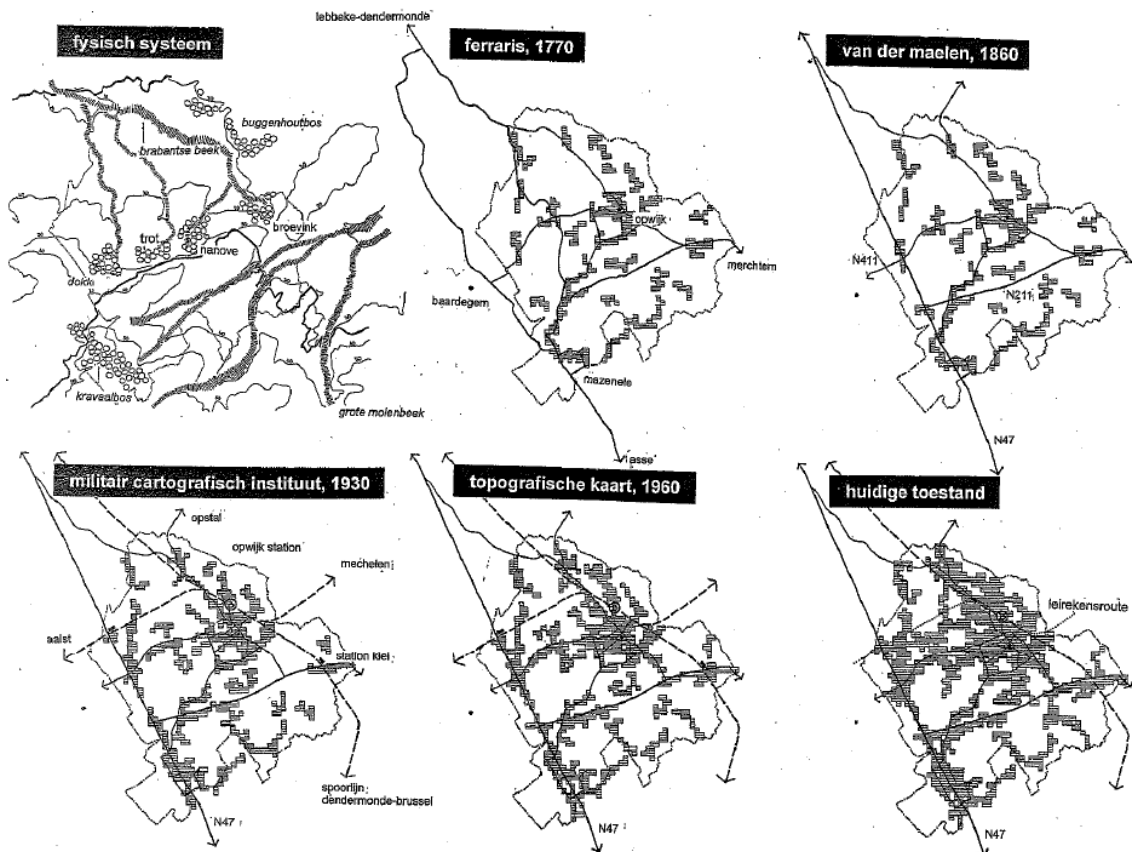 fysisch systeem
buggenhoutbos
brabantse beek
trot
nanove
broevink
dokk
kravaalbos
grote molenbeek
lebbeke-dendermonde
ferraris, 1770
opwijk
merchtem
baardegem
mazenele
asse
van der maelen, 1860
N411
N211
N47
militair cartografisch instituut, 1930
opstal
opwijk station
mechelen
aalst
station klei
spoorlijn
dendermonde-brussel
N47
topografische kaart, 1960
N47
huidige toestand
leirekensroute
N47